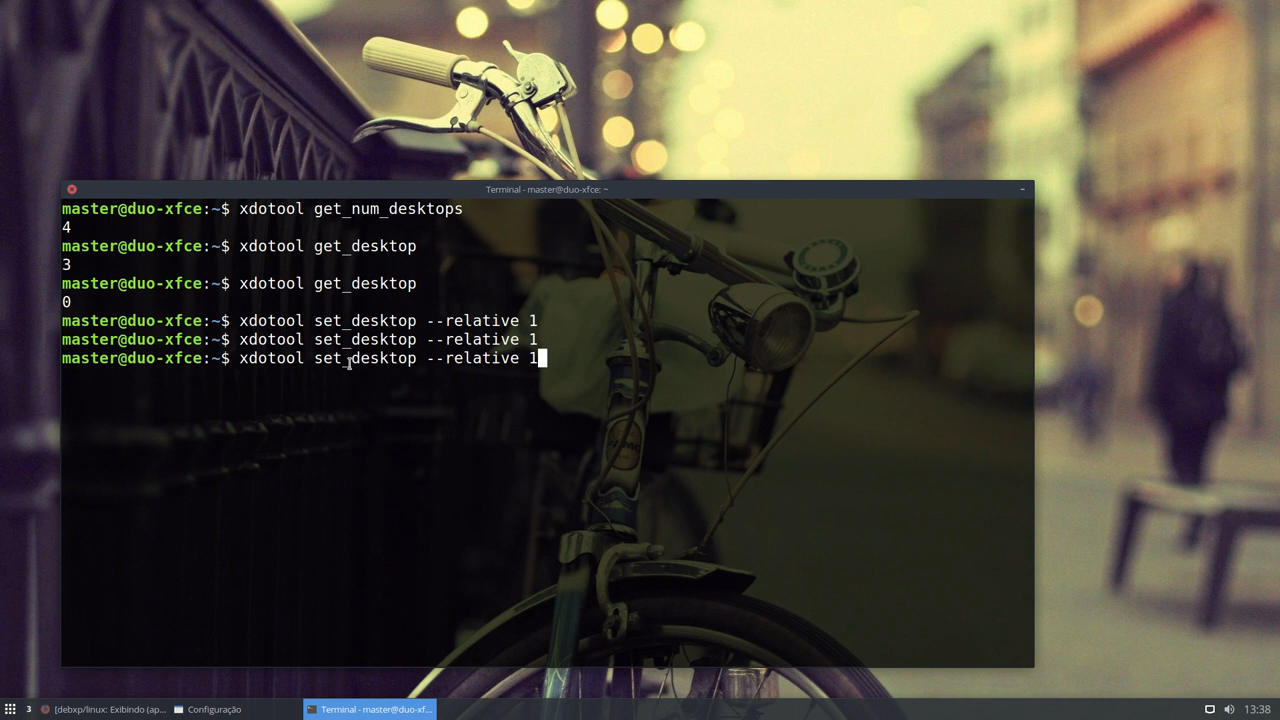 Terminal - master@duo-xfce: ~
master@duo-xfce:~$ xdotool get_num_desktops
4
master@duo-xfce:~$ xdotool get_desktop
3
master@duo-xfce:~$ xdotool get_desktop
0
master@duo-xfce:~$ xdotool set_desktop --relative 1
master@duo-xfce:~$ xdotool set_desktop --relative 1
master@duo-xfce:~$ xdotool set_desktop --relative 1
3 [debxp/linux: Exibindo (ap... Configuração Terminal - master@duo-xf... 13:38